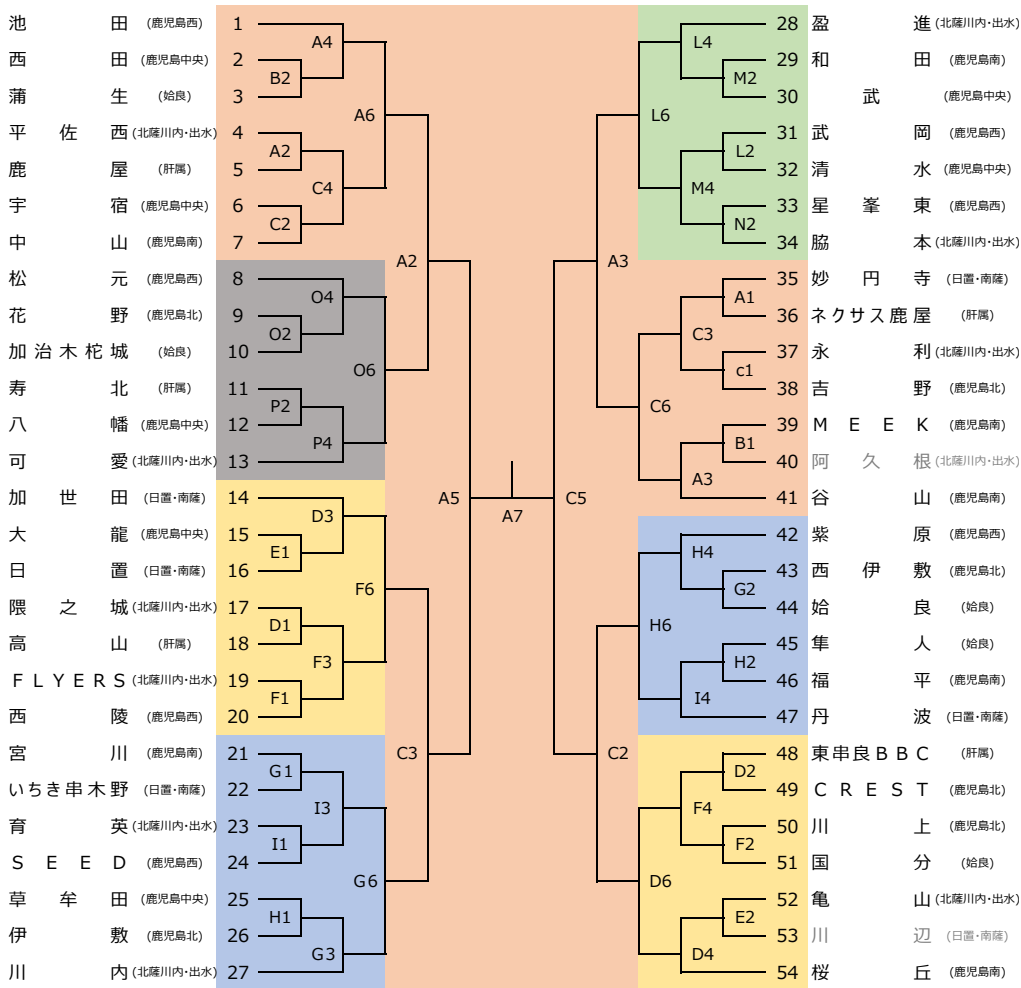 池田 (鹿児島西) 1
西田 (鹿児島中央) 2
蒲生 (姶良) 3
平佐西 (北薩川内・出水) 4
鹿屋 (肝属) 5
宇宿 (鹿児島中央) 6
中山 (鹿児島南) 7
松元 (鹿児島西) 8
花野 (鹿児島北) 9
加治木柁城 (姶良) 10
寿北 (肝属) 11
八幡 (鹿児島中央) 12
可愛 (北薩川内・出水) 13
加世田 (日置・南薩) 14
大龍 (鹿児島中央) 15
日置 (日置・南薩) 16
隈之城 (北薩川内・出水) 17
高山 (肝属) 18
FLYERS (北薩川内・出水) 19
西陵 (鹿児島西) 20
宮川 (鹿児島南) 21
いちき串木野 (日置・南薩) 22
育英 (北薩川内・出水) 23
SEED (鹿児島西) 24
草牟田 (鹿児島中央) 25
伊敷 (鹿児島北) 26
川内 (北薩川内・出水) 27
A4
B2
A6
A2
C4
C2
A2
O4
O2
O6
P2
P4
A5
D3
E1
F6
D1
F3
F1
C3
G1
I3
I1
G6
H1
G3
A7
L4
M2
L6
L2
M4
N2
A3
A1
C3
c1
C6
B1
A3
C5
H4
G2
H6
H2
I4
C2
D2
F4
F2
D6
E2
D4
28 盈進 (北薩川内・出水)
29 和田 (鹿児島南)
30 武 (鹿児島中央)
31 武岡 (鹿児島西)
32 清水 (鹿児島中央)
33 星峯東 (鹿児島西)
34 脇本 (北薩川内・出水)
35 妙円寺 (日置・南薩)
36 ネクサス鹿屋 (肝属)
37 永利 (北薩川内・出水)
38 吉野 (鹿児島北)
39 MEEK (鹿児島南)
40 阿久根 (北薩川内・出水)
41 谷山 (鹿児島南)
42 紫原 (鹿児島西)
43 西伊敷 (鹿児島北)
44 姶良 (姶良)
45 隼人 (姶良)
46 福平 (鹿児島南)
47 丹波 (日置・南薩)
48 東串良BBC (肝属)
49 CREST (鹿児島北)
50 川上 (鹿児島北)
51 国分 (姶良)
52 亀山 (北薩川内・出水)
53 川辺 (日置・南薩)
54 桜丘 (鹿児島南)